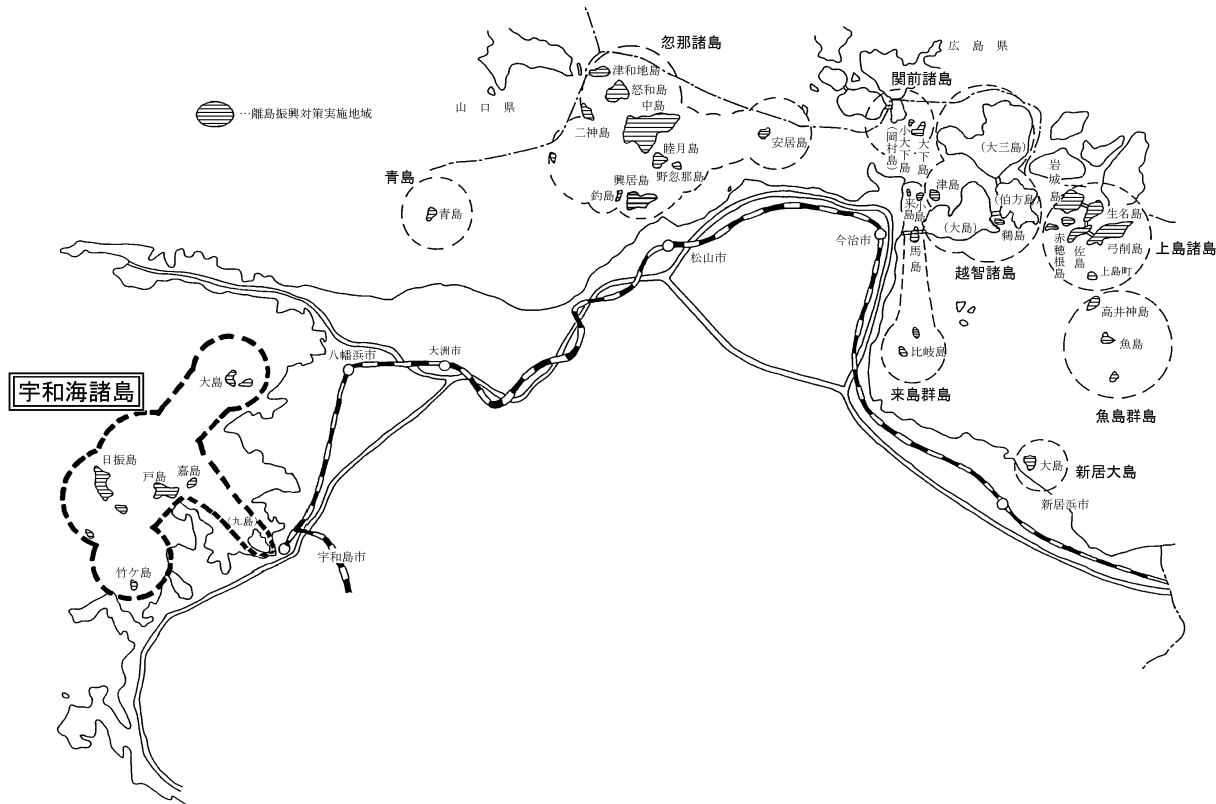 忽那諸島
広島県
津和地島
怒和島
中島
山口県
…離島振興対策実施地域
二神島
睦月島
野忽那島
安居島
関前諸島
(岡村島)
小大下島
大下島
(大三島)
岩城島
青島
青島
興居島
釣島
来島
小島
津島
(伯方島)
生名島
(大島)
鵜島
弓削島
上島諸島
赤穂根島
佐島
上島町
今治市
馬島
越智諸島
松山市
高井神島
魚島
比岐島
来島群島
魚島群島
八幡浜市
大洲市
大島
宇和海諸島
日振島
戸島
嘉島
大島
新居大島
新居浜市
(九島)
宇和島市
竹ケ島